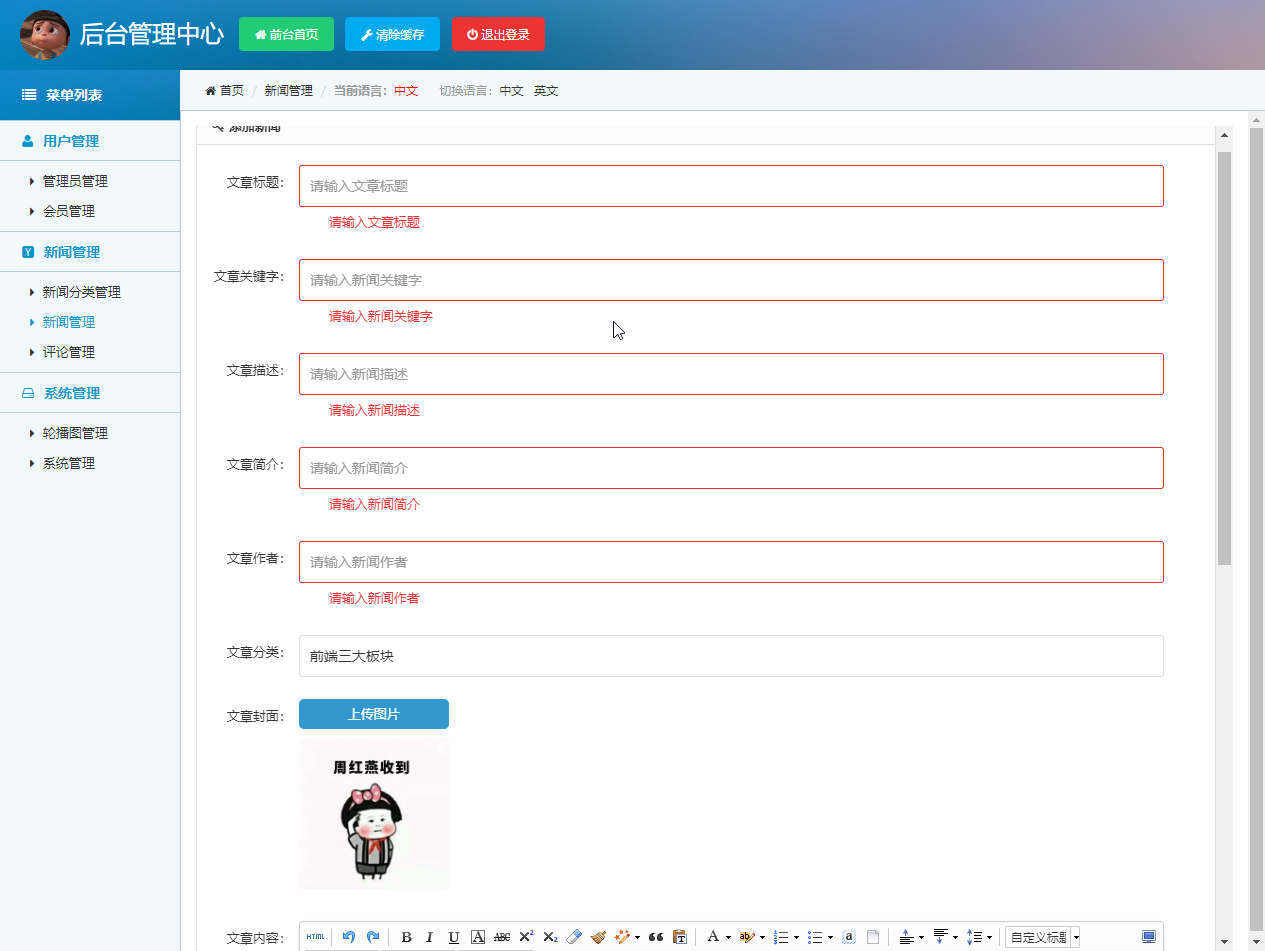 后台管理中心 前台首页 清除缓存 退出登录
菜单列表
首页 / 新闻管理 / 当前语言：中文 切换语言：中文 英文
用户管理
管理员管理
会员管理
新闻管理
新闻分类管理
新闻管理
评论管理
系统管理
轮播图管理
系统管理
添加新闻
文章标题： 请输入文章标题
请输入文章标题
文章关键字： 请输入新闻关键字
请输入新闻关键字
文章描述： 请输入新闻描述
请输入新闻描述
文章简介： 请输入新闻简介
请输入新闻简介
文章作者： 请输入新闻作者
请输入新闻作者
文章分类： 前端三大板块
文章封面： 上传图片
周红燕收到
文章内容： HTML B I U A ABC X² X₂ A 自定义标题